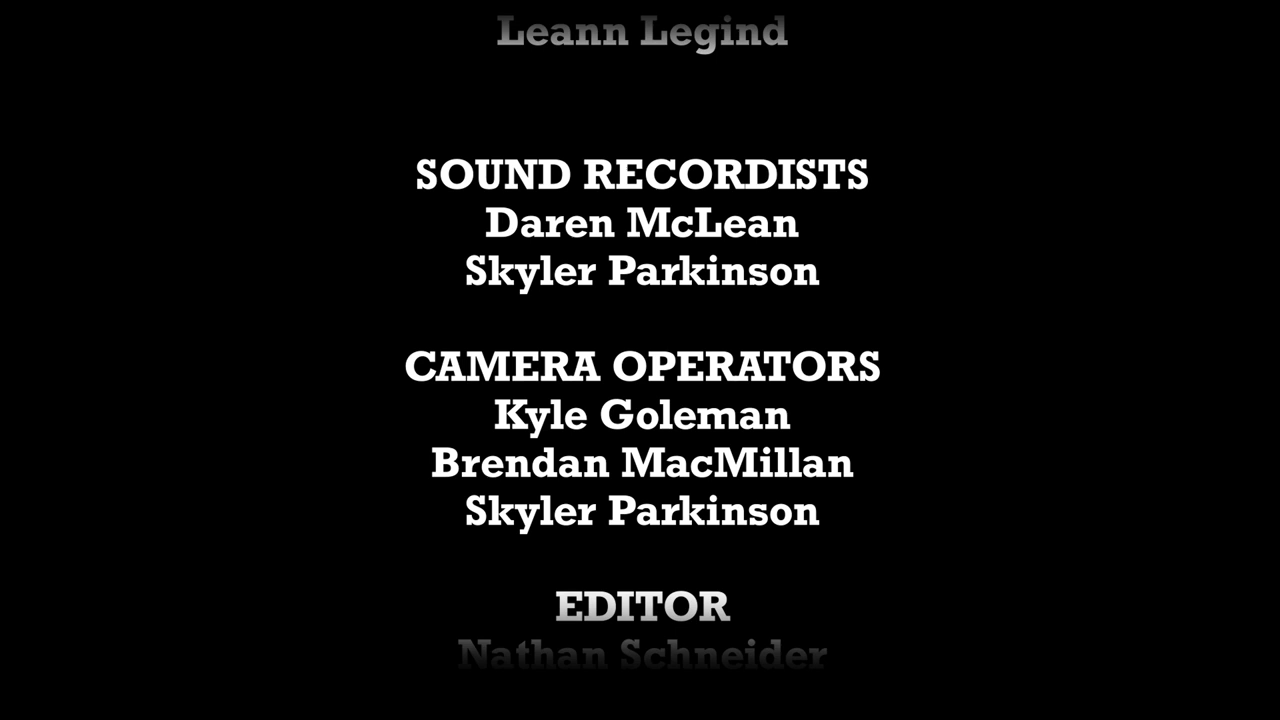 Leann Legind
SOUND RECORDISTS
Daren McLean
Skyler Parkinson
CAMERA OPERATORS
Kyle Goleman
Brendan MacMillan
Skyler Parkinson
EDITOR
Nathan Schneider